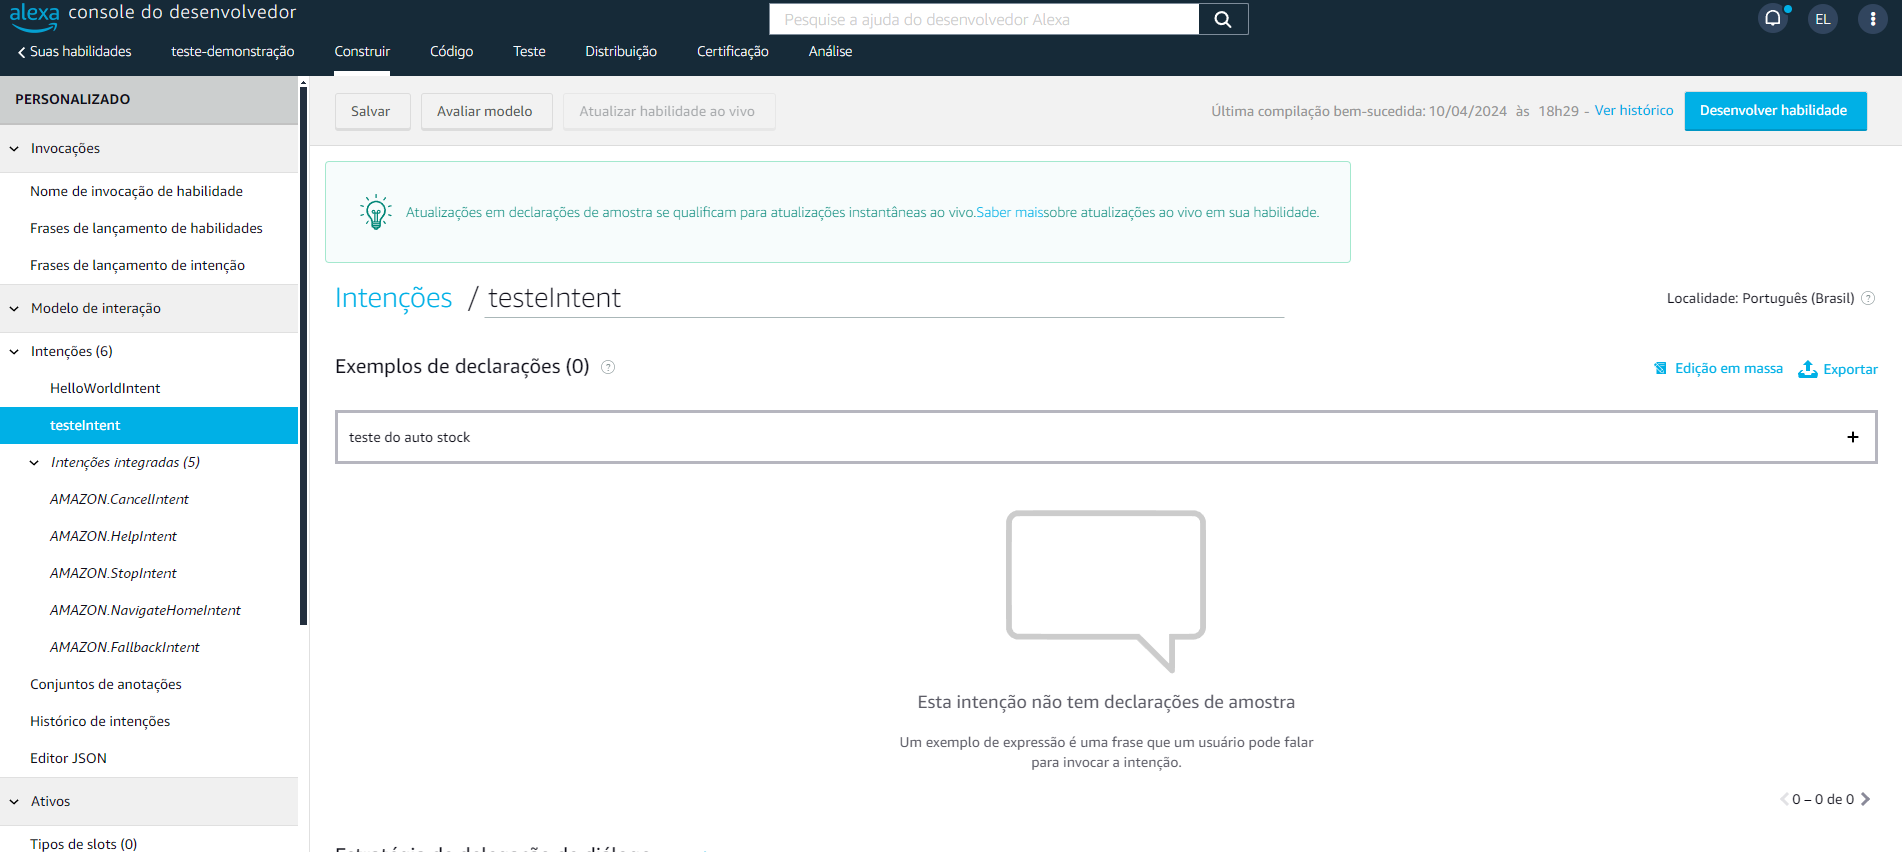 alexa console do desenvolvedor
Pesquise a ajuda do desenvolvedor Alexa
EL
Suas habilidades
teste-demonstração
Construir
Código
Teste
Distribuição
Certificação
Análise
PERSONALIZADO
Invocações
Nome de invocação de habilidade
Frases de lançamento de habilidades
Frases de lançamento de intenção
Modelo de interação
Intenções (6)
HelloWorldIntent
testeIntent
Intenções integradas (5)
AMAZON.CancelIntent
AMAZON.HelpIntent
AMAZON.StopIntent
AMAZON.NavigateHomeIntent
AMAZON.FallbackIntent
Conjuntos de anotações
Histórico de intenções
Editor JSON
Ativos
Tipos de slots (0)
Salvar
Avaliar modelo
Atualizar habilidade ao vivo
Última compilação bem-sucedida: 10/04/2024 às 18h29 - Ver histórico
Desenvolver habilidade
Atualizações em declarações de amostra se qualificam para atualizações instantâneas ao vivo.Saber maissobre atualizações ao vivo em sua habilidade.
Intenções / testeIntent
Localidade: Português (Brasil) ?
Exemplos de declarações (0) ?
Edição em massa
Exportar
teste do auto stock +
Esta intenção não tem declarações de amostra
Um exemplo de expressão é uma frase que um usuário pode falar
para invocar a intenção.
0 – 0 de 0